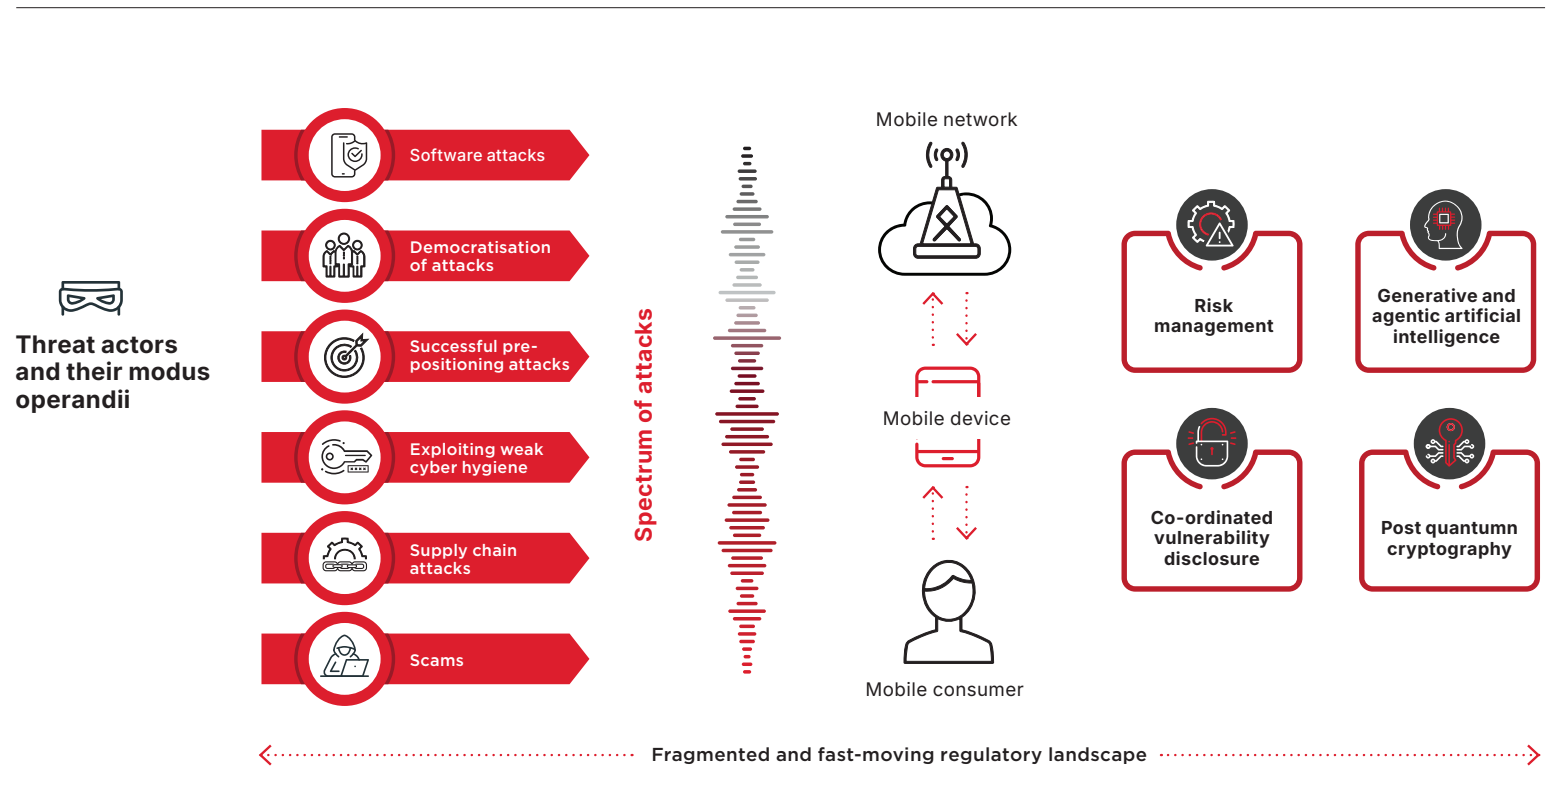 Threat actors
and their modus
operandii
Software attacks
Democratisation
of attacks
Successful pre-
positioning attacks
Exploiting weak
cyber hygiene
Supply chain
attacks
Scams
Spectrum of attacks
Mobile network
Mobile device
Mobile consumer
Risk
management
Generative and
agentic artificial
intelligence
Co-ordinated
vulnerability
disclosure
Post quantumn
cryptography
Fragmented and fast-moving regulatory landscape